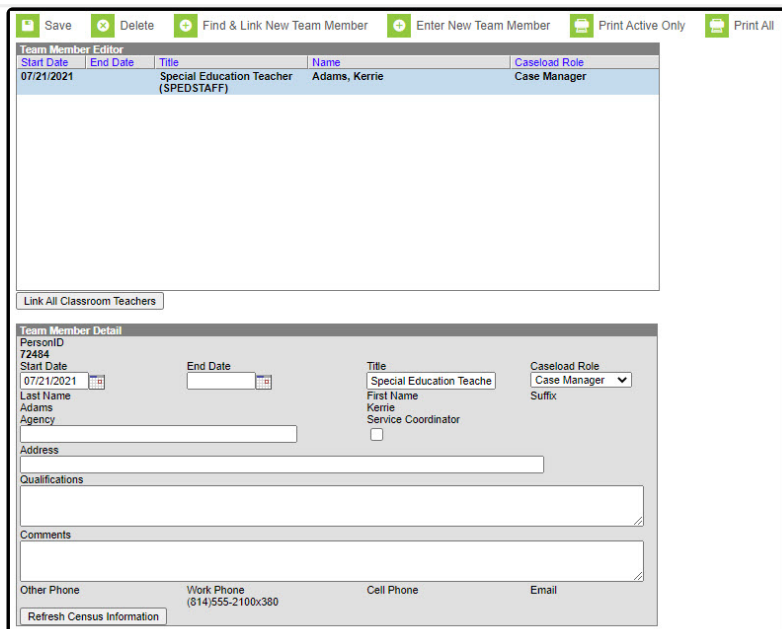 Save Delete Find & Link New Team Member Enter New Team Member Print Active Only Print All
Team Member Editor
Start Date End Date Title Name Caseload Role
07/21/2021 Special Education Teacher Adams, Kerrie Case Manager
(SPEDSTAFF)
Link All Classroom Teachers
Team Member Detail
PersonID
72484
Start Date End Date Title Caseload Role
07/21/2021 Special Education Teache Case Manager
Last Name First Name Suffix
Adams Kerrie
Agency Service Coordinator
Address
Qualifications
Comments
Other Phone Work Phone Cell Phone Email
(814)555-2100x380
Refresh Census Information